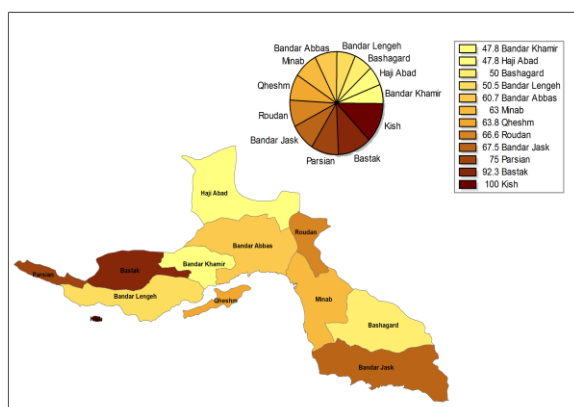 Bandar Abbas
Bandar Lengeh
Minab
Bashagard
Qheshm
Haji Abad
Roudan
Bandar Khamir
Bandar Jask
Kish
Parsian
Bastak
47.8 Bandar Khamir
47.8 Haji Abad
50 Bashagard
50.5 Bandar Lengeh
60.7 Bandar Abbas
63 Minab
63.8 Qheshm
66.6 Roudan
67.5 Bandar Jask
75 Parsian
92.3 Bastak
100 Kish
Haji Abad
Roudan
Bandar Abbas
Bandar Khamir
Parsian
Bastak
Bandar Lengeh
Qheshm
Minab
Bashagard
Bandar Jask